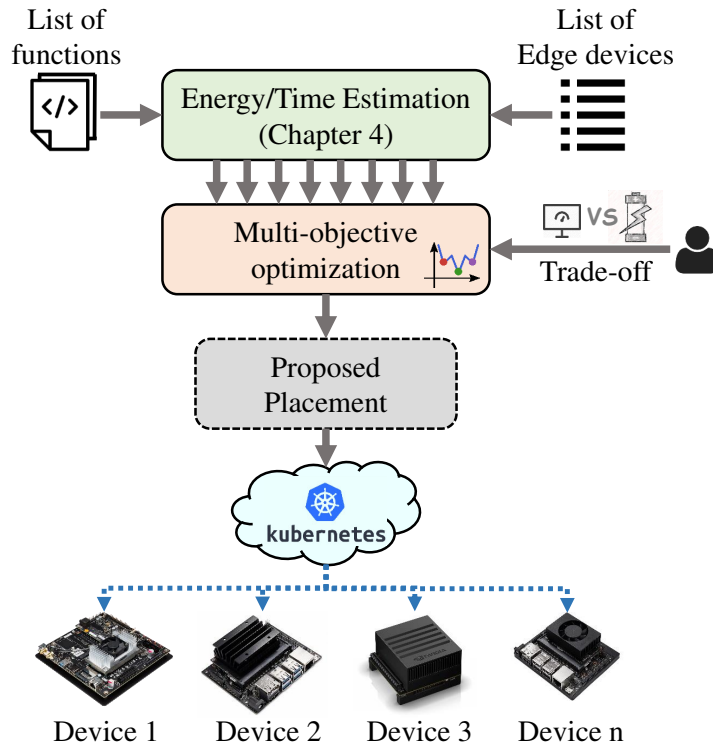 List of
functions
List of
Edge devices
</>
Energy/Time Estimation
(Chapter 4)
VS
Multi-objective
optimization
Trade-off
Proposed
Placement
kubernetes
Device 1
Device 2
Device 3
Device n